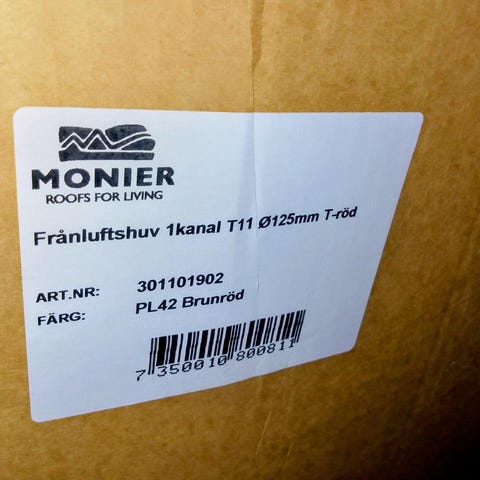 MONIER
ROOFS FOR LIVING
Frånluftshuv 1kanal T11 Ø125mm T-röd
ART.NR: 301101902
FÄRG: PL42 Brunröd
7 350010 800811